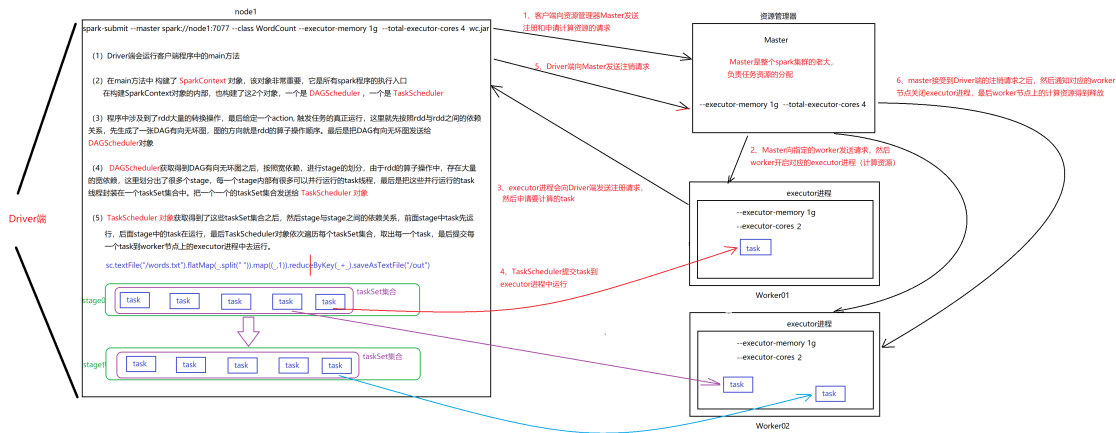 node1
spark-submit --master spark://node1:7077 --class WordCount --executor-memory 1g --total-executor-cores 4 wc.jar
（1）Driver端会运行客户端程序中的main方法
（2）在main方法中 构建了 SparkContext 对象，该对象非常重要，它是所有spark程序的执行入口
在构建SparkContext对象的内部，也构建了这2个对象，一个是 DAGScheduler ，一个是 TaskScheduler
（3）程序中涉及到了rdd大量的转换操作，最后给定一个action, 触发任务的真正运行，这里就先按照rdd与rdd之间的依赖
关系，先生成了一张DAG有向无环图，图的方向就是rdd的算子操作顺序。最后是把DAG有向无环图发送给
DAGScheduler对象
（4） DAGScheduler获取得到DAG有向无环图之后，按照宽依赖，进行stage的划分，由于rdd的算子操作中，存在大量
的宽依赖，这里划分出了很多个stage，每一个stage内部有很多可以并行运行的task线程，最后是把这些并行运行的task
线程封装在一个taskSet集合中。把一个一个的taskSet集合发送给 TaskScheduler 对象
（5）TaskScheduler 对象获取得到了这些taskSet集合之后，然后stage与stage之间的依赖关系，前面stage中task先运
行，后面stage中的task在运行，最后TaskScheduler对象依次遍历每个taskSet集合，取出每一个task，最后提交每
一个task到worker节点上的executor进程中去运行。
sc.textFile("/words.txt").flatMap(_.split(" ")).map((_,1)).reduceByKey(_+_).saveAsTextFile("/out")
Driver端
stage0
task task task task task
taskSet集合
stage1
task task task task task
taskSet集合
1、客户端向资源管理器Master发送
注册和申请计算资源的请求
5、Driver端向Master发送注销请求
3、executor进程会向Driver端发送注册请求，
然后申请要计算的task
4、TaskScheduler提交task到
executor进程中运行
资源管理器
Master
Master是整个spark集群的老大，
负责任务资源的分配
--executor-memory 1g --total-executor-cores 4
6、master接受到Driver端的注销请求之后，然后通知对应的worker
节点关闭executor进程，最后worker节点上的计算资源得到释放
2、Master向指定的worker发送请求，然后
worker开启对应的executor进程（计算资源）
executor进程
--executor-memory 1g
--executor-cores 2
task
Worker01
executor进程
--executor-memory 1g
--executor-cores 2
task
task
Worker02